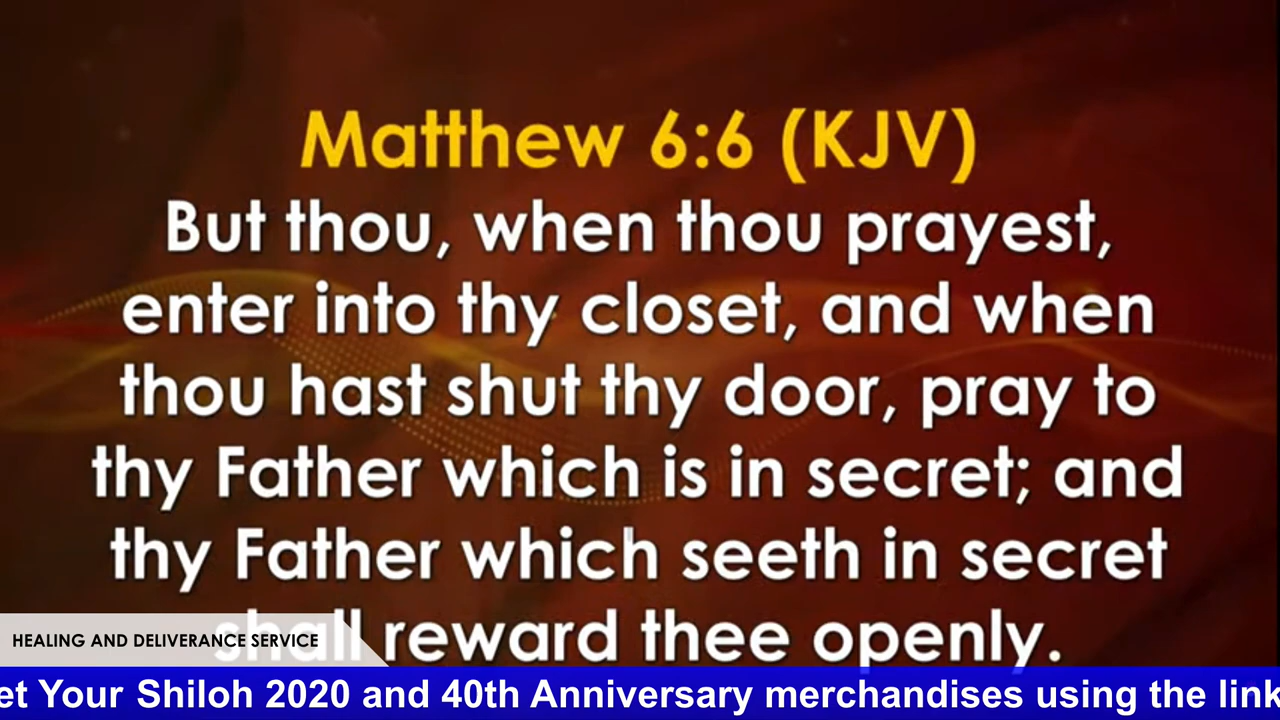 Matthew 6:6 (KJV)
But thou, when thou prayest,
enter into thy closet, and when
thou hast shut thy door, pray to
thy Father which is in secret; and
thy Father which seeth in secret
shall reward thee openly.
HEALING AND DELIVERANCE SERVICE
et Your Shiloh 2020 and 40th Anniversary merchandises using the link